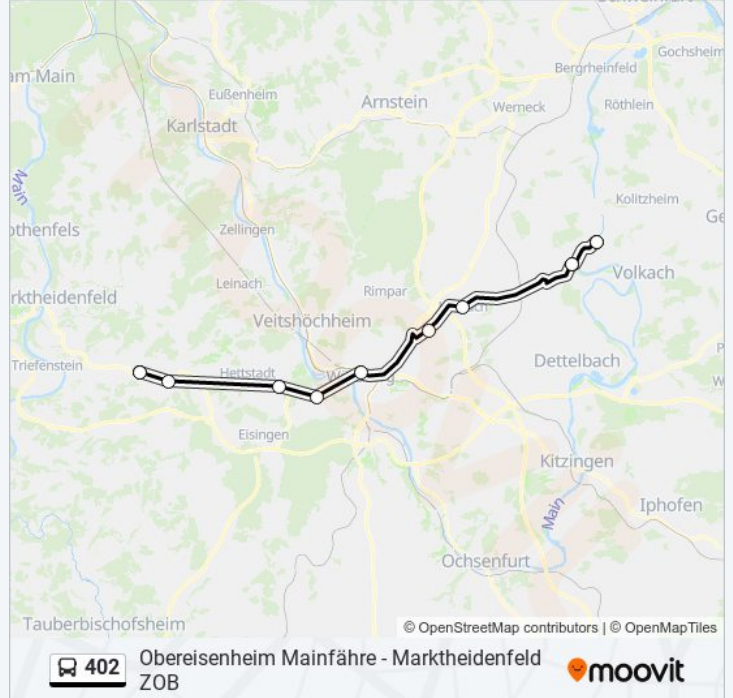 Schweinfurt
Gochsheim
am Main
Bergrheinfeld
Eußenheim
Arnstein
Werneck
Röthlein
Karlstadt
Main
Kolitzheim
othenfels
Zellingen
Ge
Volkach
Leinach
Rimpar
rktheidenfeld
Veitshöchheim
Dettelbach
Triefenstein
Hettstadt
Eisingen
Kitzingen
Iphofen
Main
Ochsenfurt
Tauberbischofsheim
© OpenStreetMap contributors | © OpenMapTiles
402
Obereisenheim Mainfähre - Marktheidenfeld
ZOB
moovit